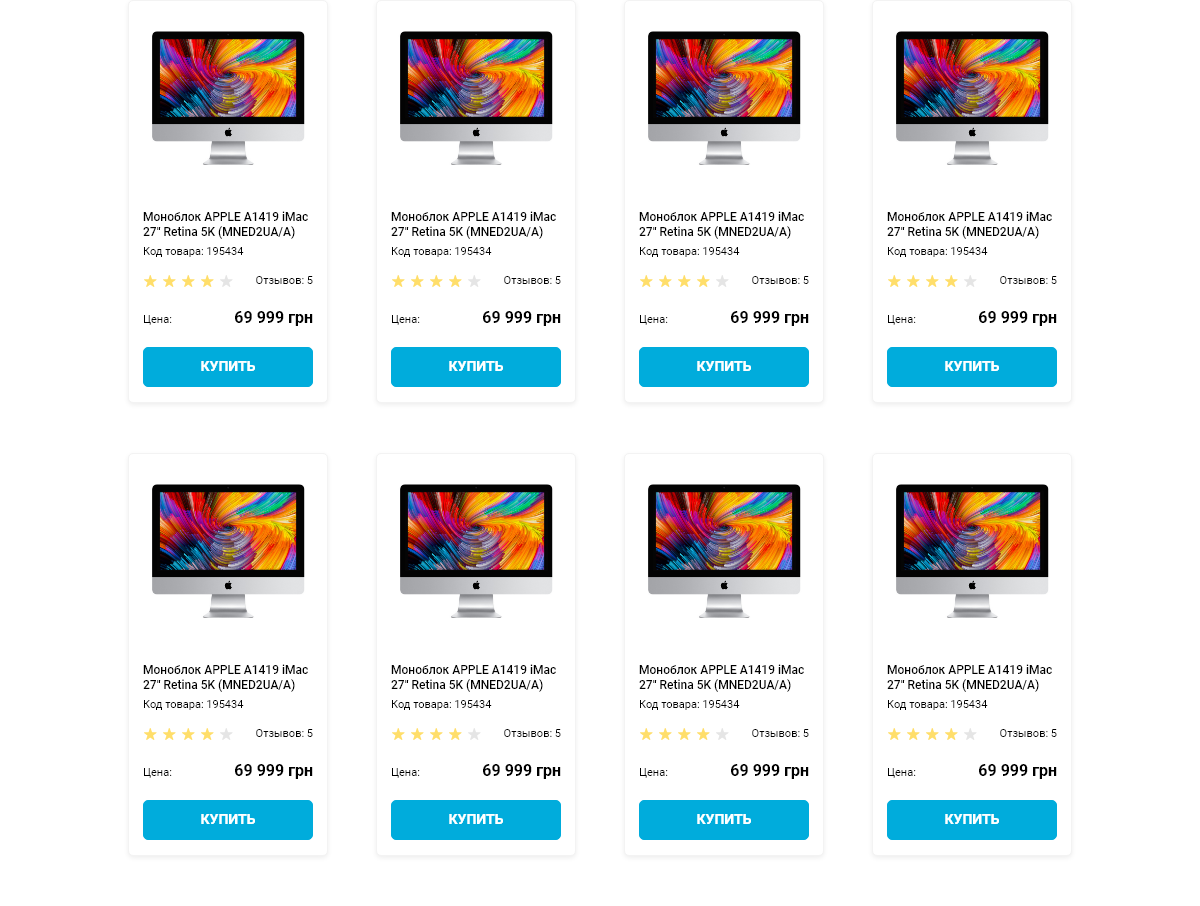 Моноблок APPLE A1419 iMac
27" Retina 5K (MNED2UA/A)
Код товара: 195434
Отзывов: 5
Цена: 69 999 грн
КУПИТЬ
Моноблок APPLE A1419 iMac
27" Retina 5K (MNED2UA/A)
Код товара: 195434
Отзывов: 5
Цена: 69 999 грн
КУПИТЬ
Моноблок APPLE A1419 iMac
27" Retina 5K (MNED2UA/A)
Код товара: 195434
Отзывов: 5
Цена: 69 999 грн
КУПИТЬ
Моноблок APPLE A1419 iMac
27" Retina 5K (MNED2UA/A)
Код товара: 195434
Отзывов: 5
Цена: 69 999 грн
КУПИТЬ
Моноблок APPLE A1419 iMac
27" Retina 5K (MNED2UA/A)
Код товара: 195434
Отзывов: 5
Цена: 69 999 грн
КУПИТЬ
Моноблок APPLE A1419 iMac
27" Retina 5K (MNED2UA/A)
Код товара: 195434
Отзывов: 5
Цена: 69 999 грн
КУПИТЬ
Моноблок APPLE A1419 iMac
27" Retina 5K (MNED2UA/A)
Код товара: 195434
Отзывов: 5
Цена: 69 999 грн
КУПИТЬ
Моноблок APPLE A1419 iMac
27" Retina 5K (MNED2UA/A)
Код товара: 195434
Отзывов: 5
Цена: 69 999 грн
КУПИТЬ